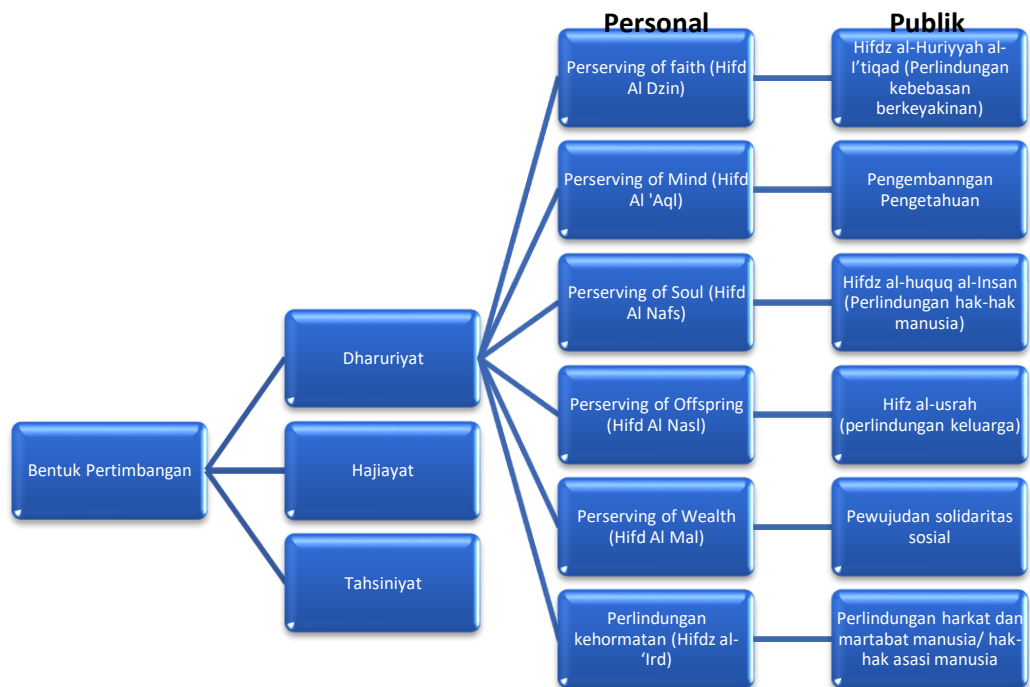 Personal
Publik
Perserving of faith (Hifd
Al Dzin)
Hifdz al-Huriyyah al-
I’tiqad (Perlindungan
kebebasan
berkeyakinan)
Perserving of Mind (Hifd
Al 'Aql)
Pengembanngan
Pengetahuan
Perserving of Soul (Hifd
Al Nafs)
Hifdz al-huquq al-Insan
(Perlindungan hak-hak
manusia)
Dharuriyat
Perserving of Offspring
(Hifd Al Nasl)
Hifz al-usrah
(perlindungan keluarga)
Bentuk Pertimbangan
Hajiayat
Perserving of Wealth
(Hifd Al Mal)
Pewujudan solidaritas
sosial
Tahsiniyat
Perlindungan
kehormatan (Hifdz al-
‘Ird)
Perlindungan harkat dan
martabat manusia/ hak-
hak asasi manusia